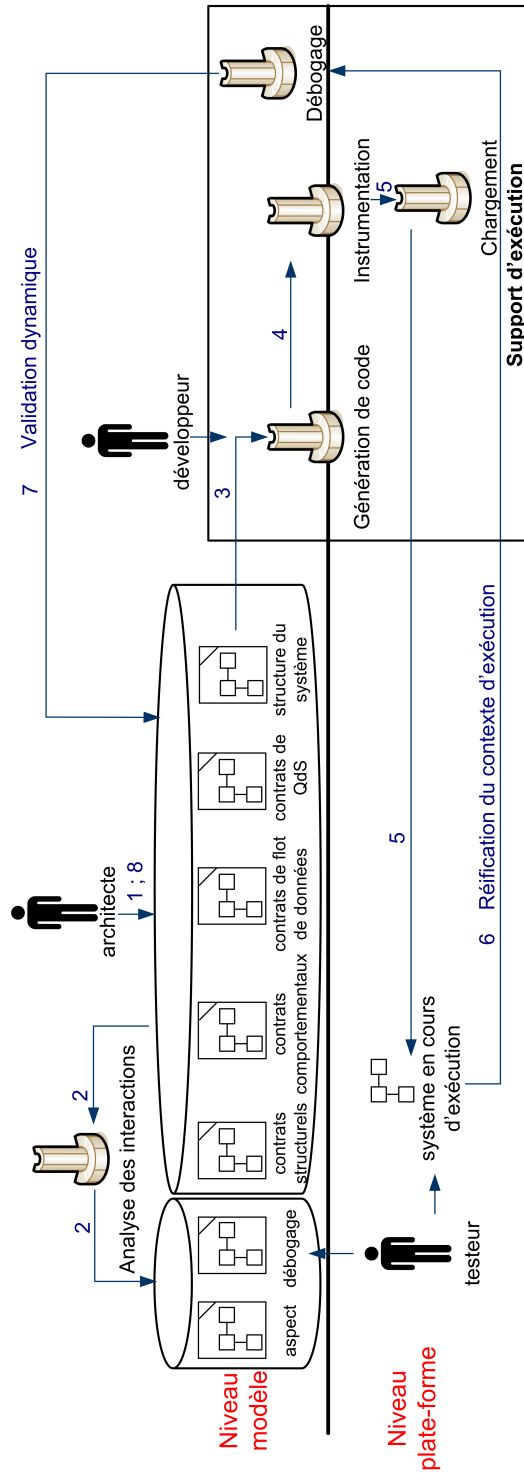 7
Validation dynamique
architecte
1 ; 8
développeur
2
2
Analyse des interactions
3
4
Niveau
modèle
aspect
débogage
contrats
structurels
contrats
comportementaux
contrats de flot
de données
contrats de
QdS
structure du
système
Génération de code
Instrumentation
Débogage
5
5
Chargement
Support d'exécution
Niveau
plate-forme
testeur
système en cours
d'exécution
6
Réification du contexte d'exécution